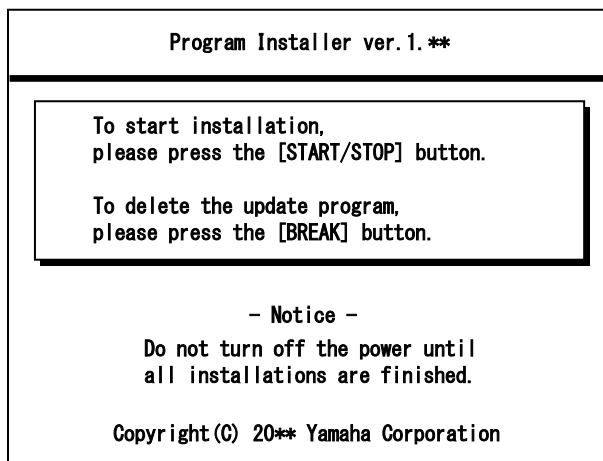 Program Installer ver.1.**
To start installation,
please press the [START/STOP] button.
To delete the update program,
please press the [BREAK] button.
- Notice -
Do not turn off the power until
all installations are finished.
Copyright(C) 20** Yamaha Corporation